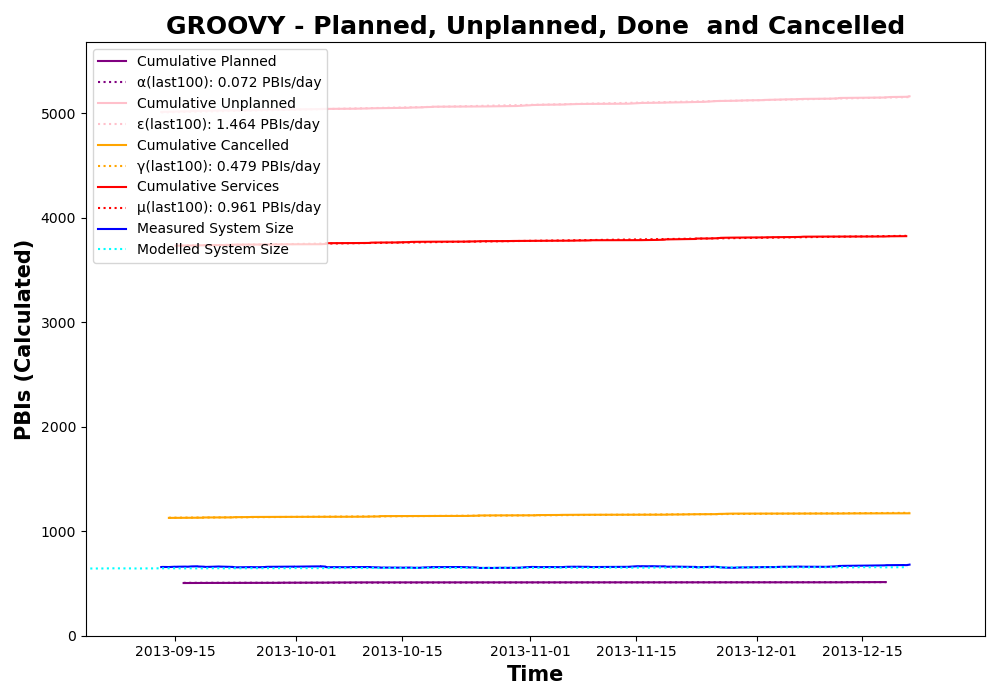 GROOVY - Planned, Unplanned, Done  and Cancelled
Cumulative Planned
α(last100): 0.072 PBIs/day
Cumulative Unplanned
ε(last100): 1.464 PBIs/day
Cumulative Cancelled
γ(last100): 0.479 PBIs/day
Cumulative Services
μ(last100): 0.961 PBIs/day
Measured System Size
Modelled System Size
PBIs (Calculated)
5000
4000
3000
2000
1000
0
2013-09-15
2013-10-01
2013-10-15
2013-11-01
2013-11-15
2013-12-01
2013-12-15
Time